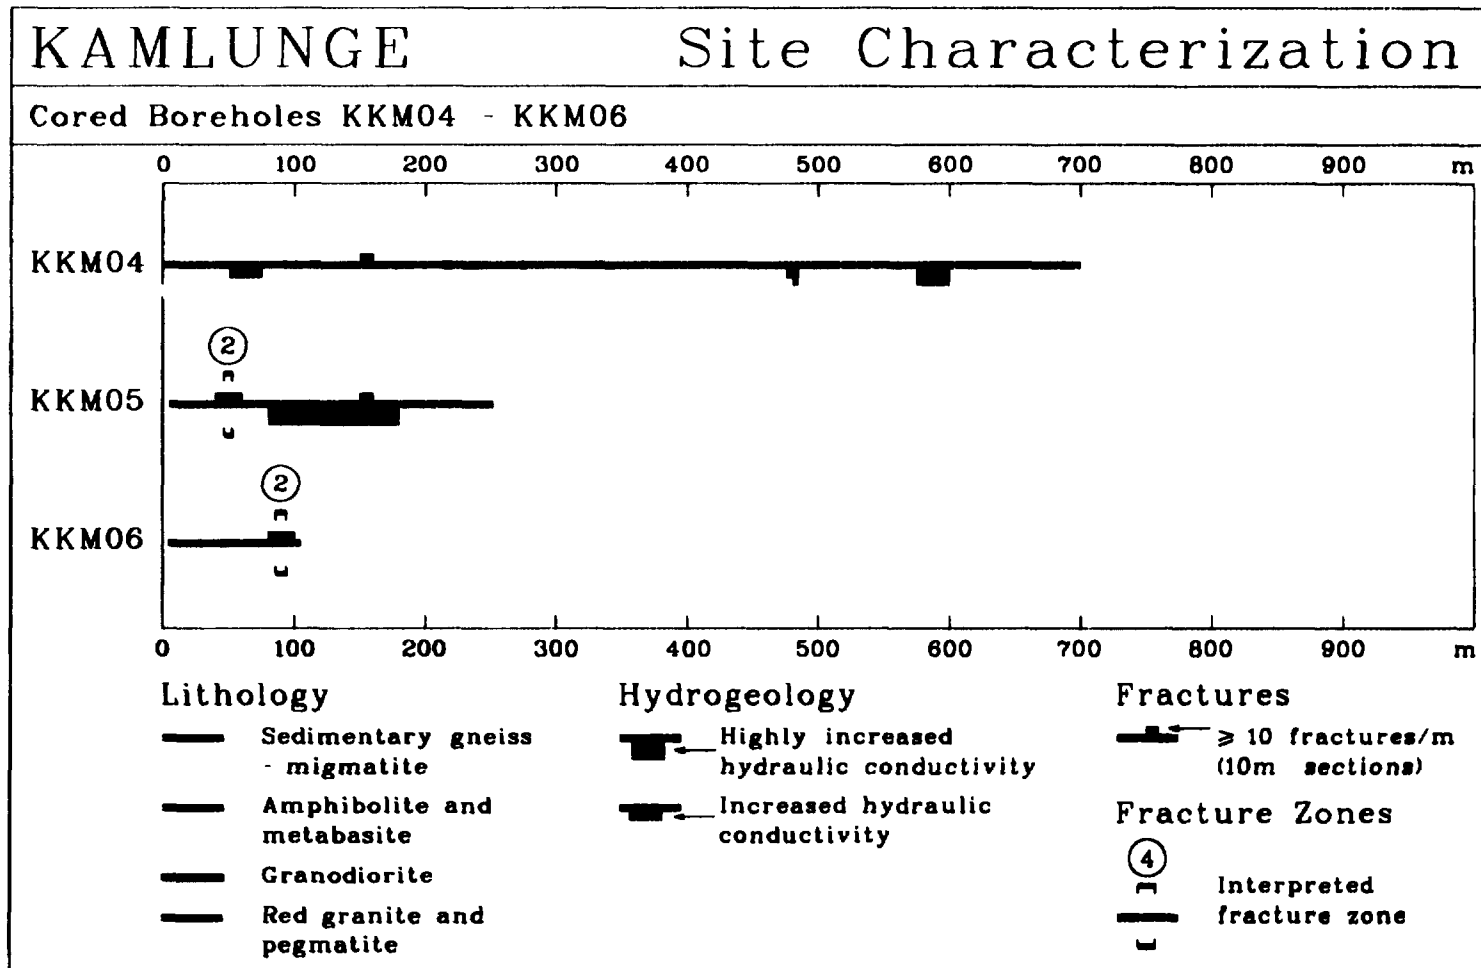 KAMLUNGE Site Characterization
Cored Boreholes KKM04 - KKM06
0 100 200 300 400 500 600 700 800 900 m
KKM04
2
KKM05
2
KKM06
0 100 200 300 400 500 600 700 800 900 m
Lithology
Sedimentary gneiss
- migmatite
Amphibolite and
metabasite
Granodiorite
Red granite and
pegmatite
Hydrogeology
Highly increased
hydraulic conductivity
Increased hydraulic
conductivity
Fractures
⩾ 10 fractures/m
(10m sections)
Fracture Zones
4
Interpreted
fracture zone